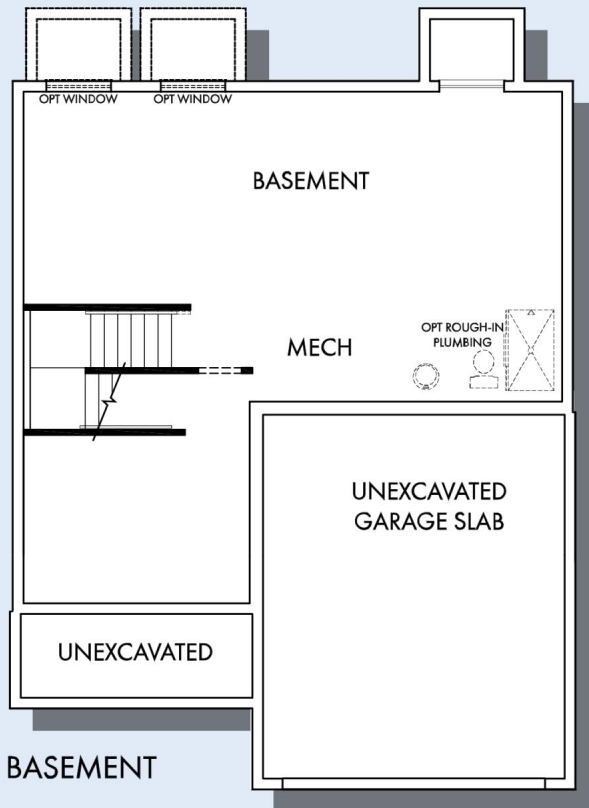 OPT WINDOW
OPT WINDOW
BASEMENT
MECH
OPT ROUGH-IN
PLUMBING
UNEXCAVATED
GARAGE SLAB
UNEXCAVATED
BASEMENT